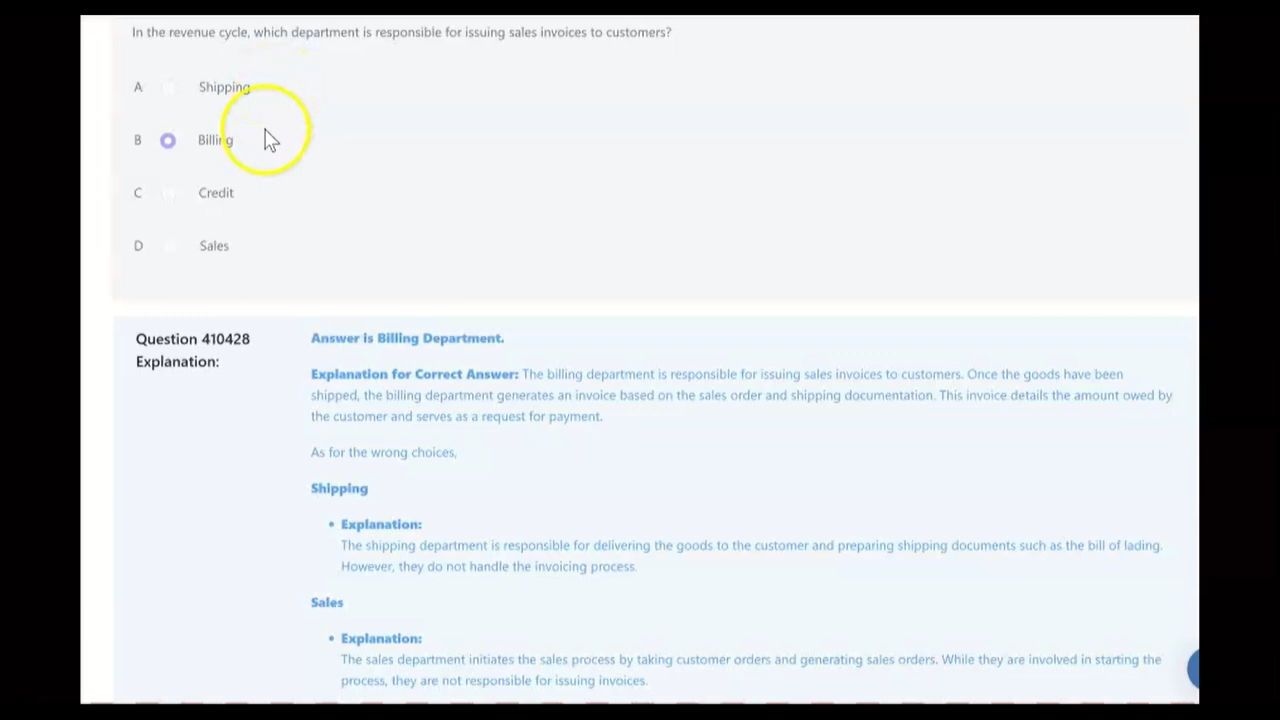 In the revenue cycle, which department is responsible for issuing sales invoices to customers?
A Shipping
B Billing
C Credit
D Sales
Question 410428
Explanation:
Answer is Billing Department.
Explanation for Correct Answer: The billing department is responsible for issuing sales invoices to customers. Once the goods have been
shipped, the billing department generates an invoice based on the sales order and shipping documentation. This invoice details the amount owed by
the customer and serves as a request for payment.
As for the wrong choices,
Shipping
• Explanation:
The shipping department is responsible for delivering the goods to the customer and preparing shipping documents such as the bill of lading.
However, they do not handle the invoicing process.
Sales
• Explanation:
The sales department initiates the sales process by taking customer orders and generating sales orders. While they are involved in starting the
process, they are not responsible for issuing invoices.